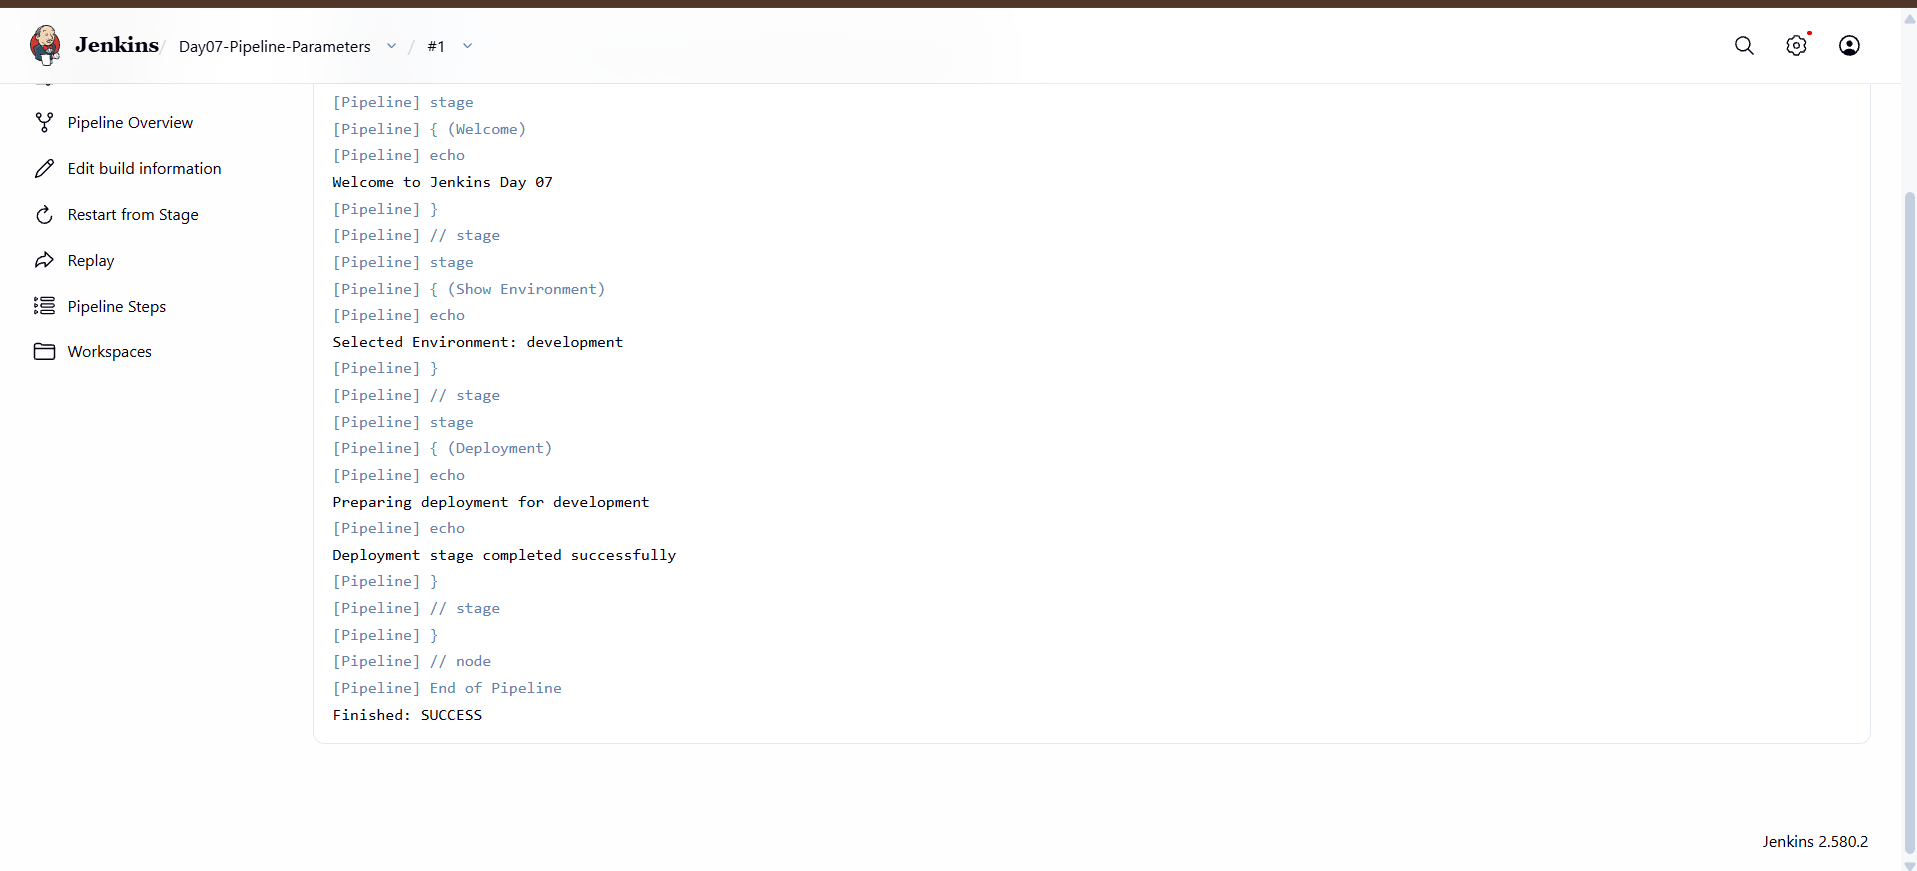 Jenkins / Day07-Pipeline-Parameters / #1
Pipeline Overview
Edit build information
Restart from Stage
Replay
Pipeline Steps
Workspaces
[Pipeline] stage
[Pipeline] { (Welcome)
[Pipeline] echo
Welcome to Jenkins Day 07
[Pipeline] }
[Pipeline] // stage
[Pipeline] stage
[Pipeline] { (Show Environment)
[Pipeline] echo
Selected Environment: development
[Pipeline] }
[Pipeline] // stage
[Pipeline] stage
[Pipeline] { (Deployment)
[Pipeline] echo
Preparing deployment for development
[Pipeline] echo
Deployment stage completed successfully
[Pipeline] }
[Pipeline] // stage
[Pipeline] }
[Pipeline] // node
[Pipeline] End of Pipeline
Finished: SUCCESS
Jenkins 2.580.2